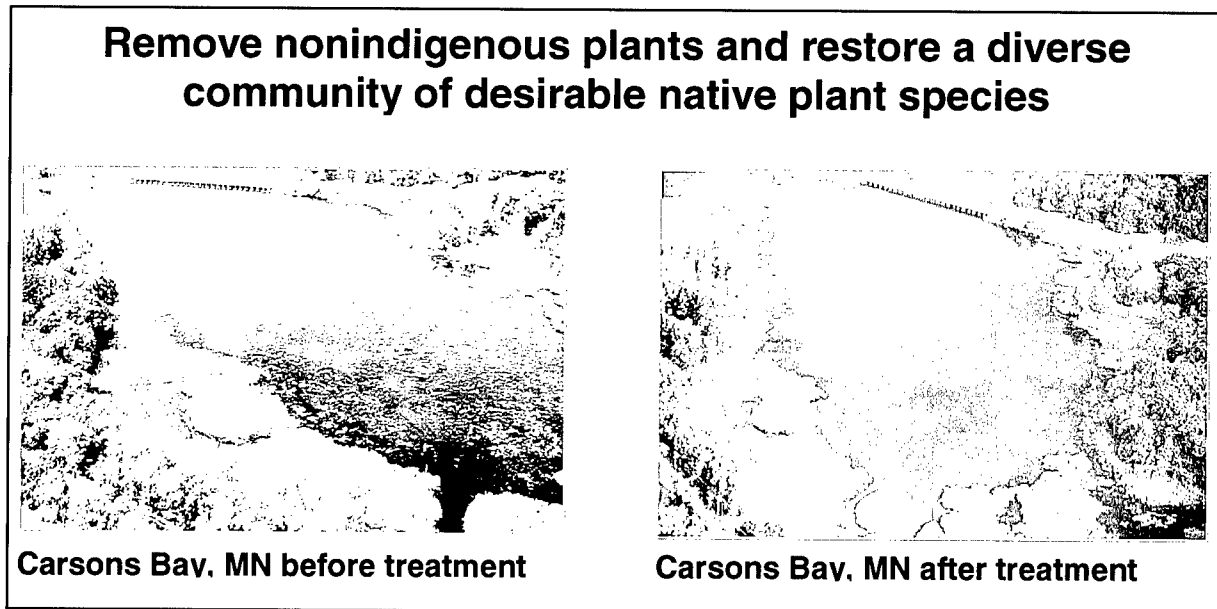 Remove nonindigenous plants and restore a diverse
community of desirable native plant species
Carsons Bay, MN before treatment
Carsons Bay, MN after treatment